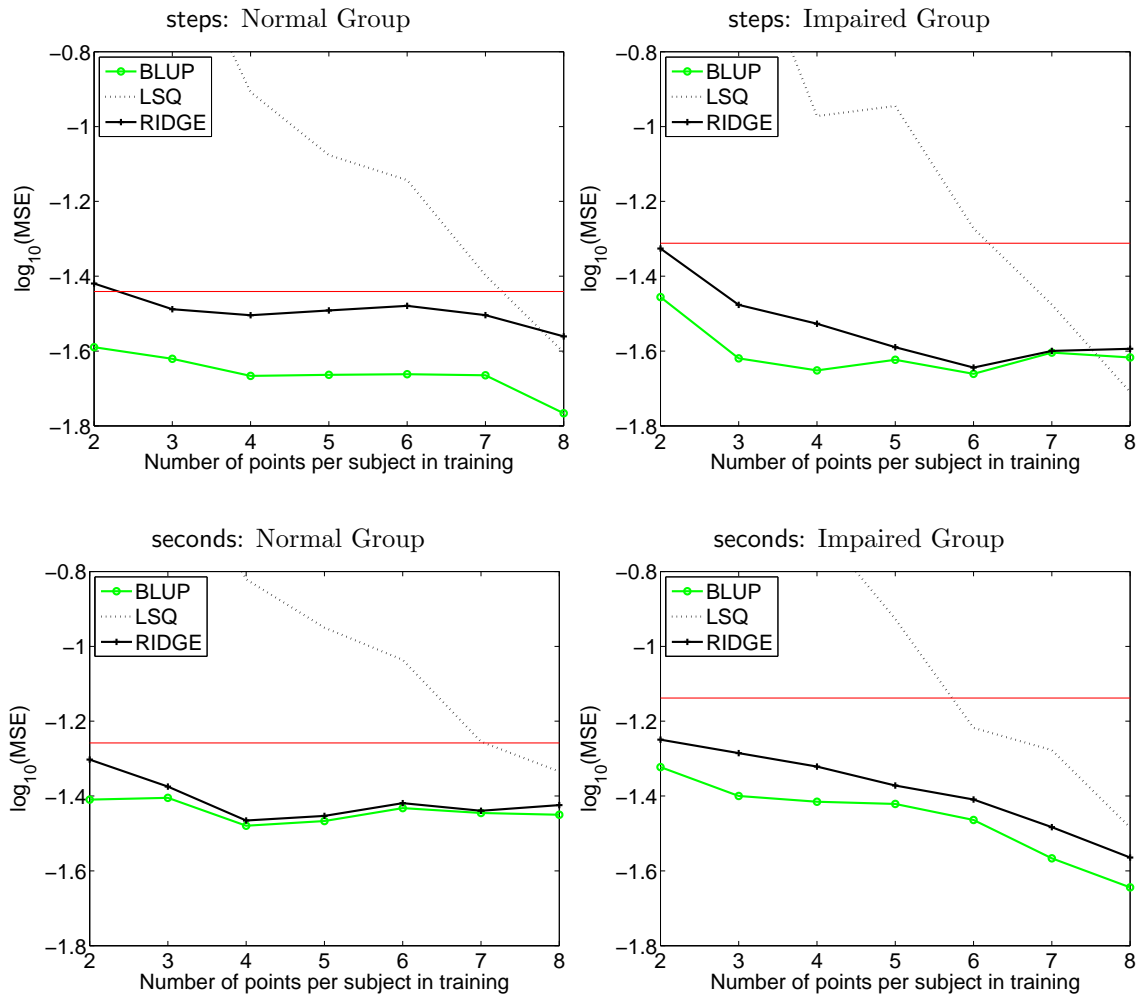 steps: Normal Group
−0.8
−1
−1.2
−1.4
−1.6
−1.8
log10(MSE)
BLUP
LSQ
RIDGE
2 3 4 5 6 7 8
Number of points per subject in training
steps: Impaired Group
−0.8
−1
−1.2
−1.4
−1.6
−1.8
log10(MSE)
BLUP
LSQ
RIDGE
2 3 4 5 6 7 8
Number of points per subject in training
seconds: Normal Group
−0.8
−1
−1.2
−1.4
−1.6
−1.8
log10(MSE)
BLUP
LSQ
RIDGE
2 3 4 5 6 7 8
Number of points per subject in training
seconds: Impaired Group
−0.8
−1
−1.2
−1.4
−1.6
−1.8
log10(MSE)
BLUP
LSQ
RIDGE
2 3 4 5 6 7 8
Number of points per subject in training